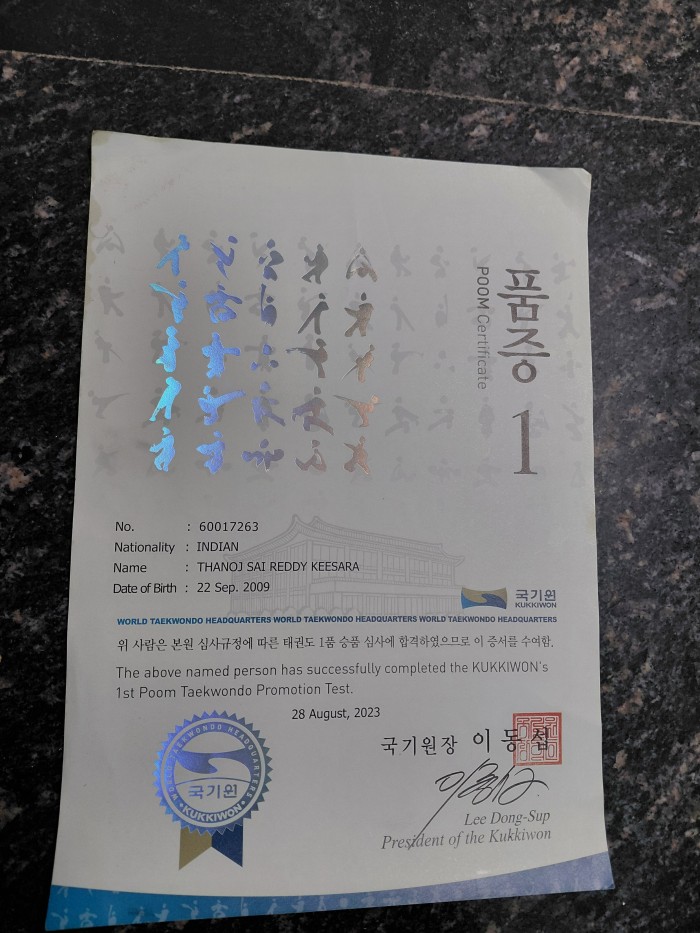 품증
POOM Certificate
1
No. : 60017263
Nationality : INDIAN
Name : THANOJ SAI REDDY KEESARA
Date of Birth : 22 Sep. 2009
국기원
KUKKIWON
WORLD TAEKWONDO HEADQUARTERS WORLD TAEKWONDO HEADQUARTERS WORLD TAEKWONDO HEADQUARTERS
위 사람은 본원 심사규정에 따른 태권도 1품 승품 심사에 합격하였으므로 이 증서를 수여함.
The above named person has successfully completed the KUKKIWON's
1st Poom Taekwondo Promotion Test.
28 August, 2023
국기원장 이동섭
WORLD TAEKWONDO HEADQUARTERS
국기원
KUKKIWON
Lee Dong-Sup
President of the Kukkiwon